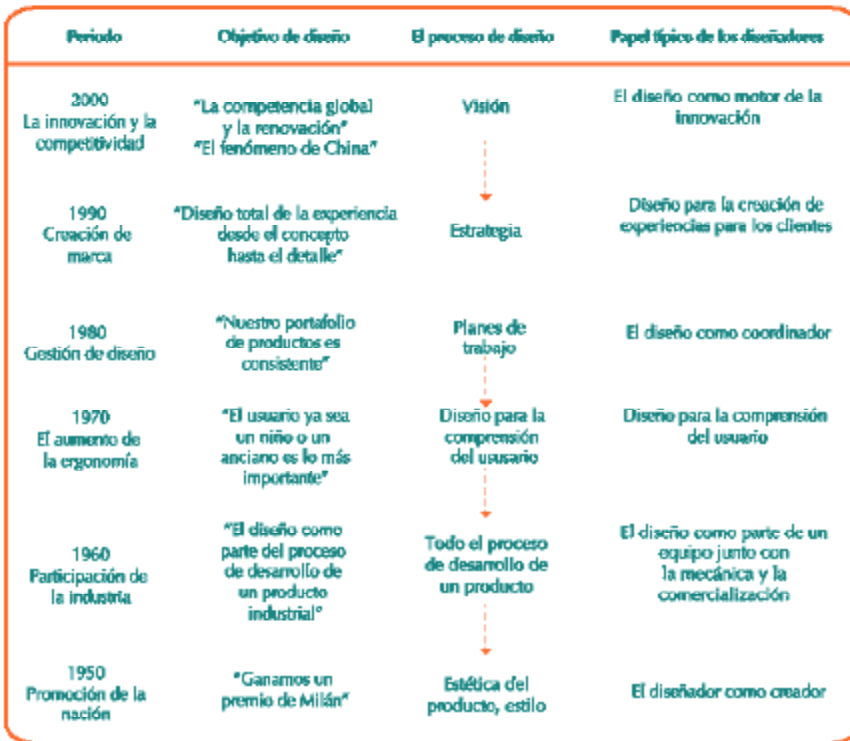 Periodo
Objetivo de diseño
El proceso de diseño
Papel típico de los diseñadores
2000
La innovación y la
competitividad
"La competencia global
y la renovación"
"El fenómeno de China"
Visión
El diseño como motor de la
innovación
1990
Creación de
marca
"Diseño total de la experiencia
desde el concepto
hasta el detalle"
Estrategia
Diseño para la creación de
experiencias para los clientes
1980
Gestión de diseño
"Nuestro portafolio
de productos es
consistente"
Planes de
trabajo
El diseño como coordinador
1970
El aumento de
la ergonomía
"El usuario ya sea
un niño o un
anciano es lo más
importante"
Diseño para la
comprensión
del ususario
Diseño para la comprensión
del usuario
1960
Participación de
la industria
"El diseño como
parte del proceso
de desarrollo de
un producto
industrial"
Todo el proceso
de desarrollo de
un producto
El diseño como parte de un
equipo junto con
la mecánica y la
comercialización
1950
Promoción de la
nación
"Ganamos un
premio de Milán"
Estética del
producto, estilo
El diseñador como creador